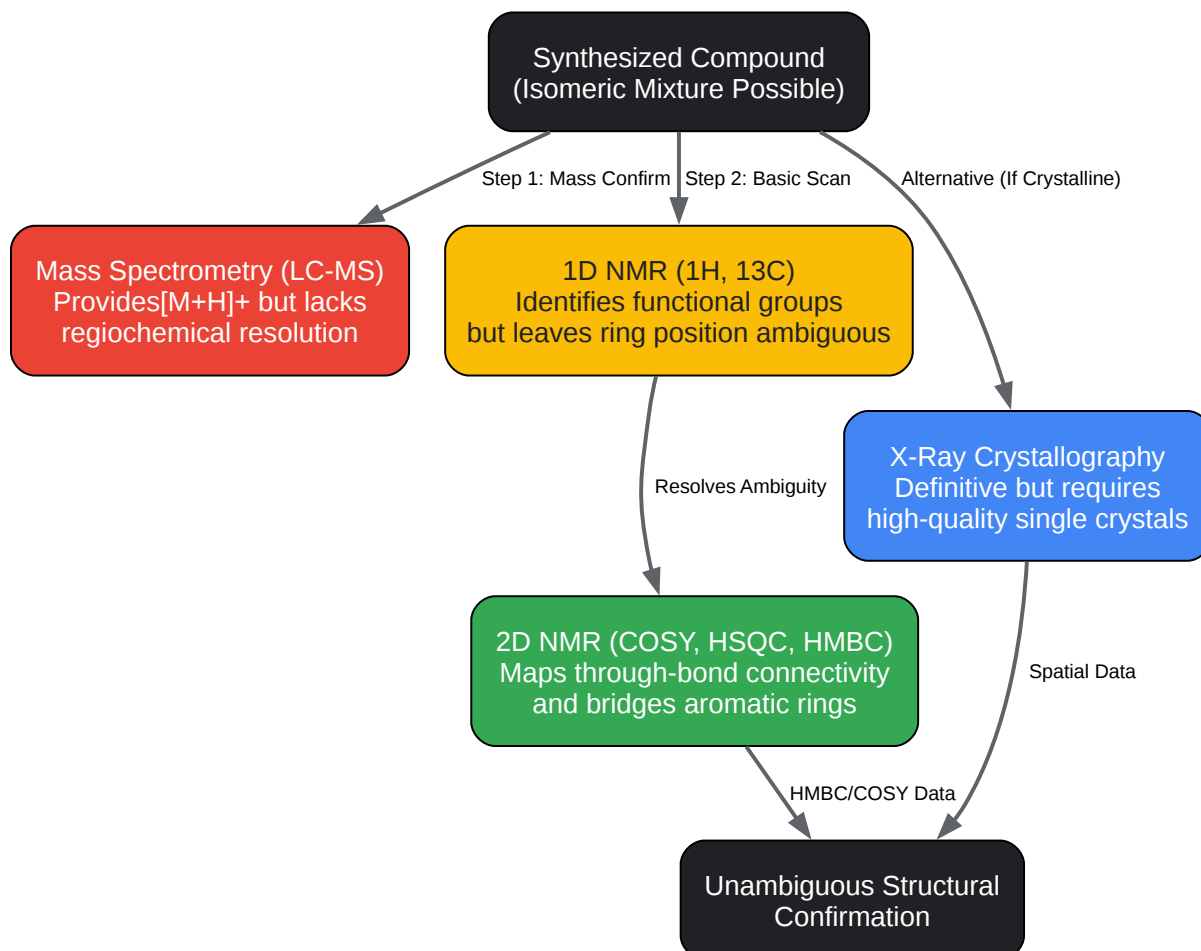 Synthesized Compound
(Isomeric Mixture Possible)
Step 1: Mass Confirm
Step 2: Basic Scan
Alternative (If Crystalline)
Mass Spectrometry (LC-MS)
Provides[M+H]+ but lacks
regiochemical resolution
1D NMR (1H, 13C)
Identifies functional groups
but leaves ring position ambiguous
X-Ray Crystallography
Definitive but requires
high-quality single crystals
Resolves Ambiguity
2D NMR (COSY, HSQC, HMBC)
Maps through-bond connectivity
and bridges aromatic rings
Spatial Data
HMBC/COSY Data
Unambiguous Structural
Confirmation